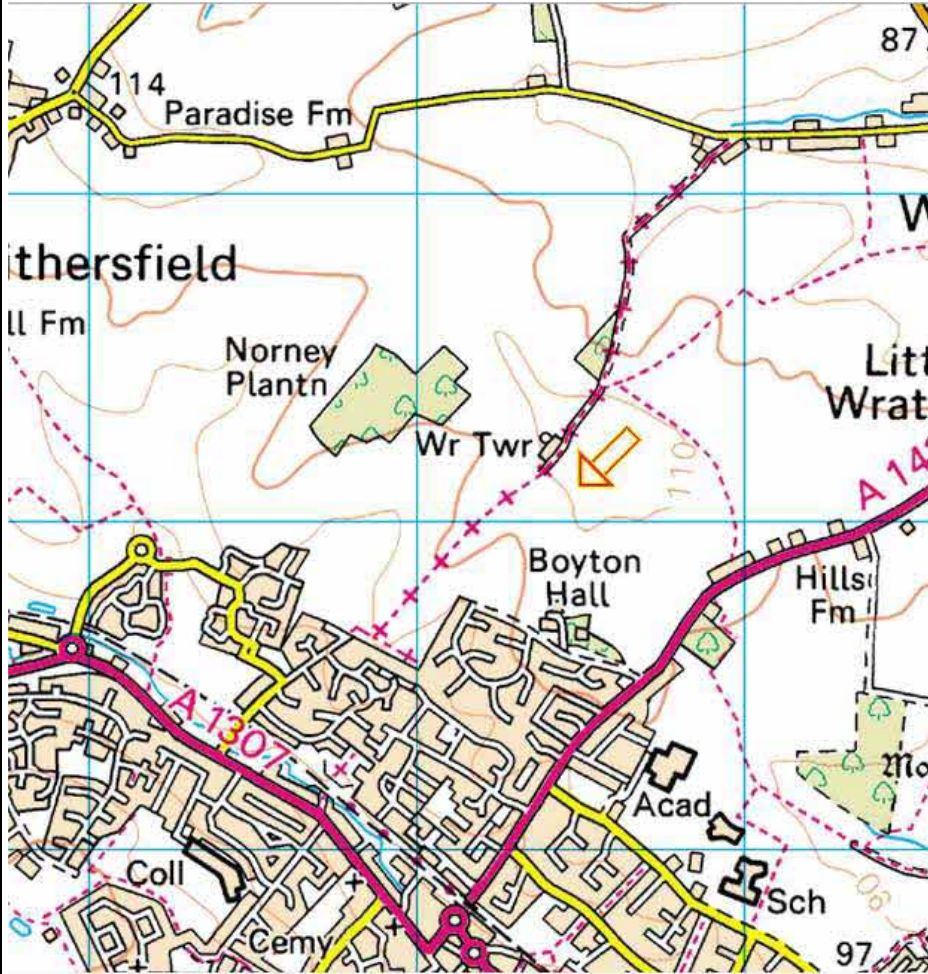 87
114
Paradise Fm
W
ithersfield
ll Fm
Norney
Plantn
Litt
Wrat
Wr Twr
110
A 14
Boyton
Hall
Hills
Fm
A 1307
Mo
Acad
Coll
Sch
Cemy
97